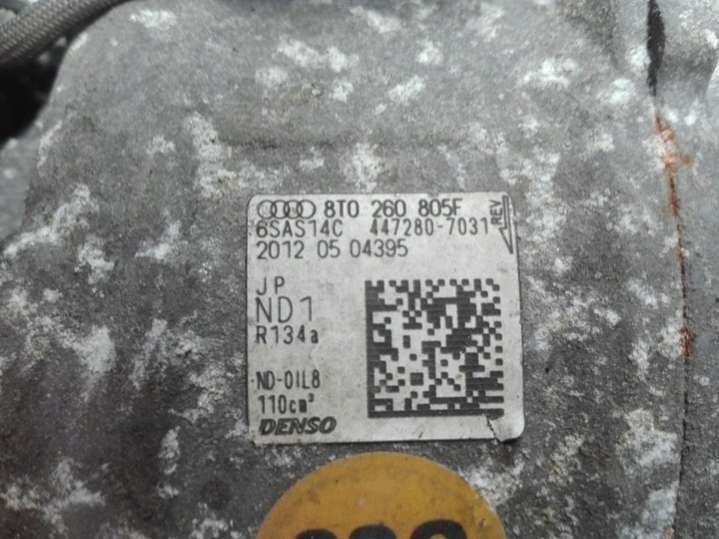 8T0 260 805F
REV
6SAS14C 447280-7031
2012 05 04395
JP
ND1
R134a
ND-OIL8
110cm³
DENSO